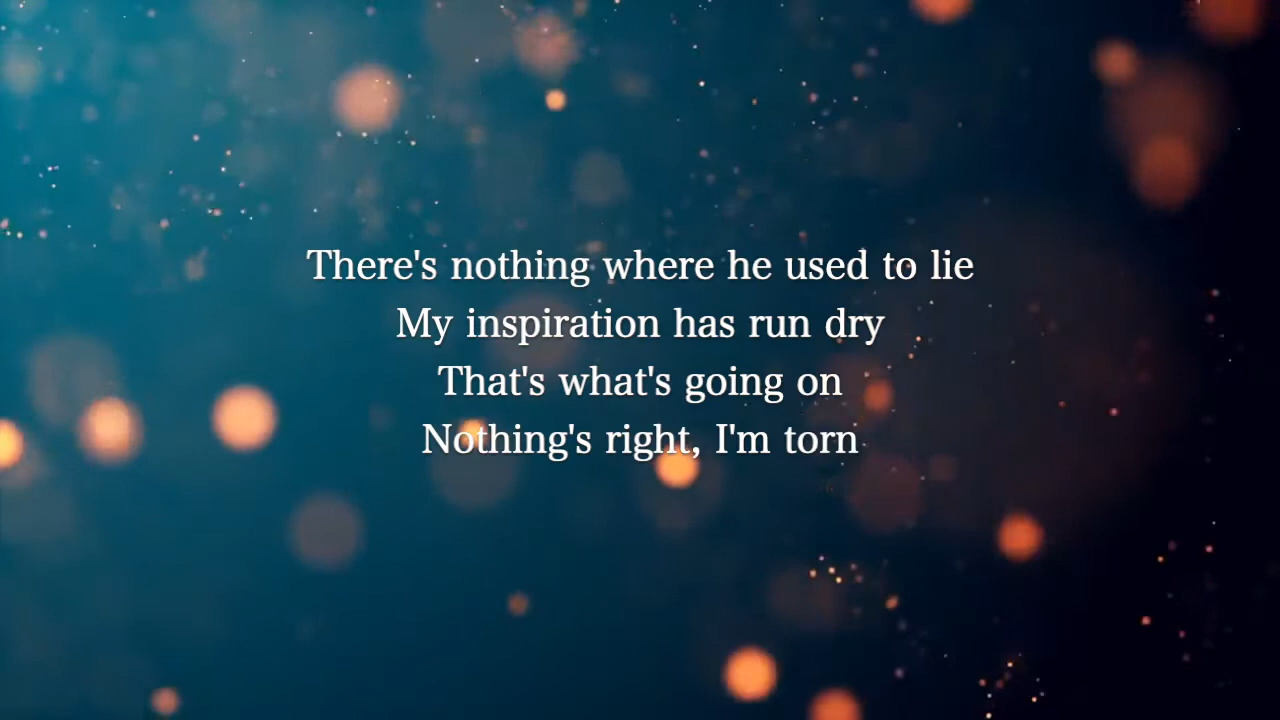 There's nothing where he used to lie
My inspiration has run dry
That's what's going on
Nothing's right, I'm torn